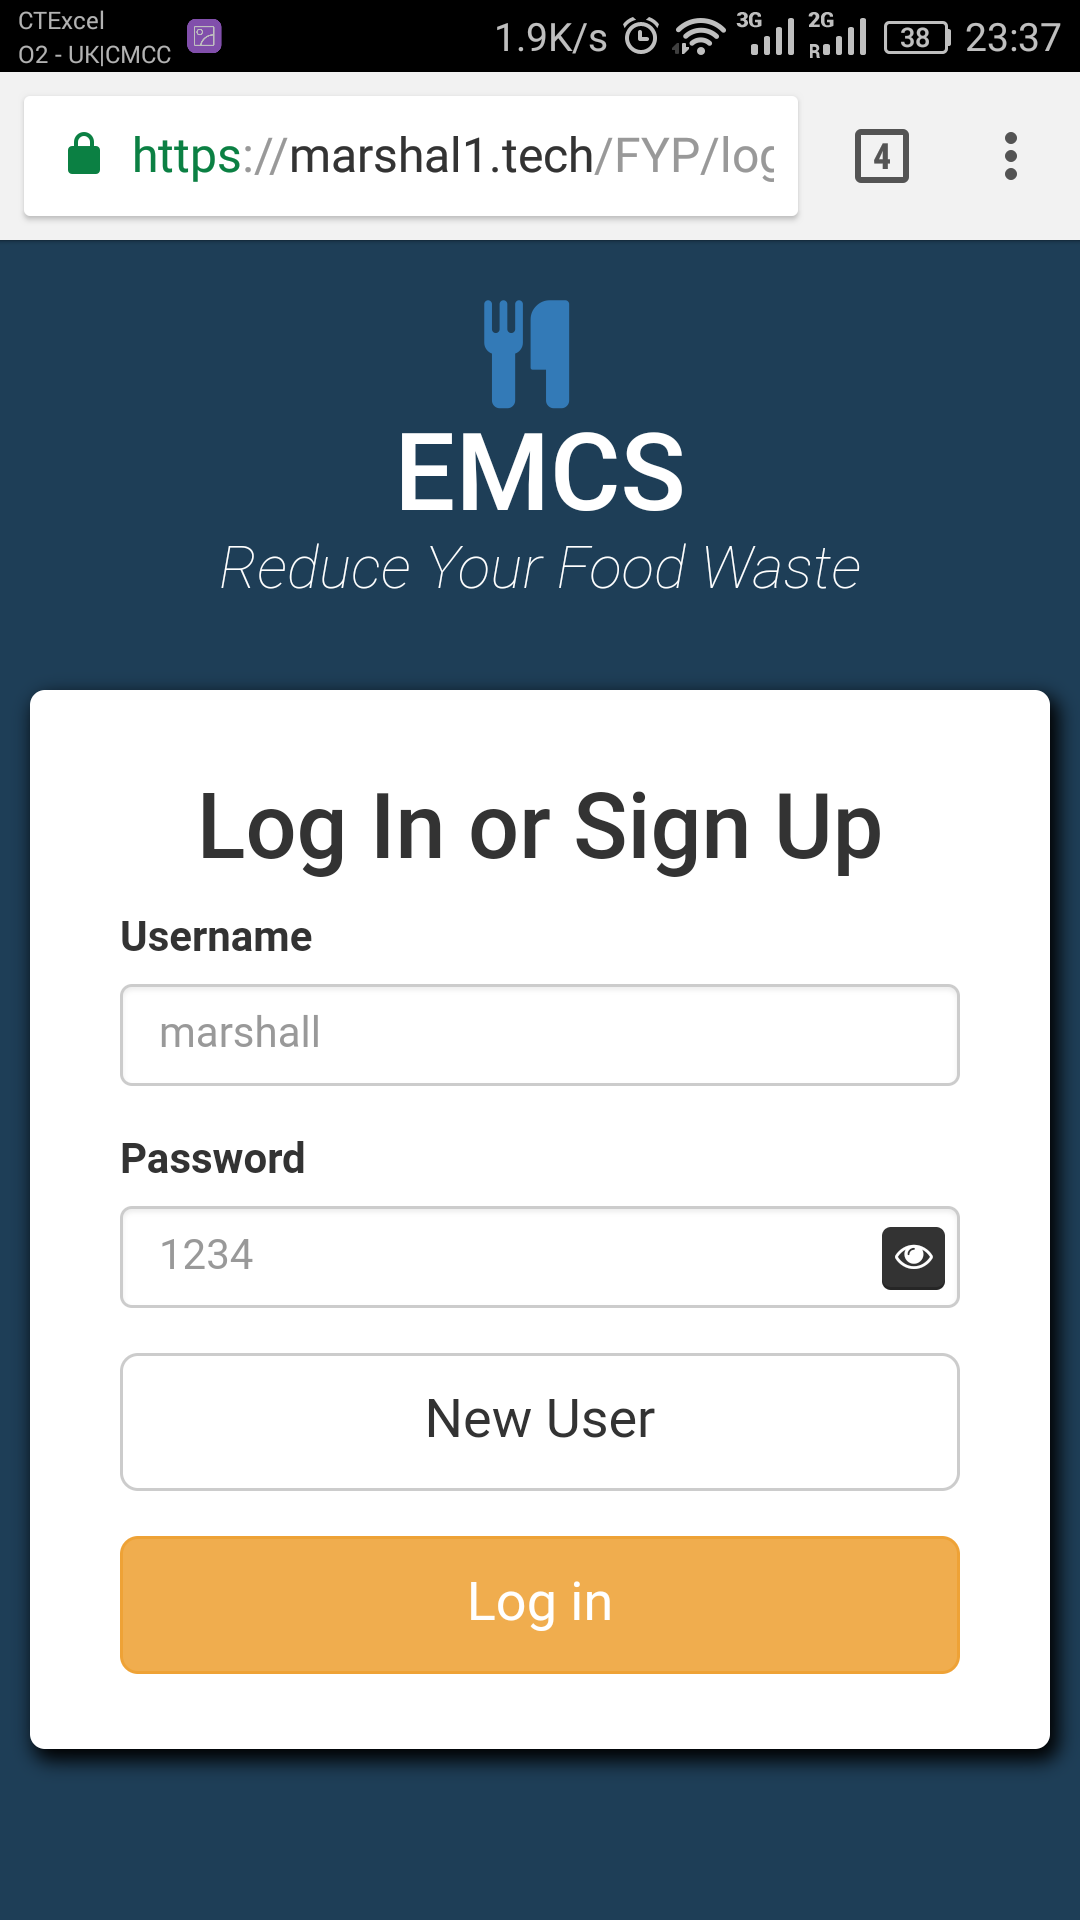 CTExcel
O2 - UK|CMCC
1.9K/s 3G 2G R 38 23:37
https://marshal1.tech/FYP/log
4
EMCS
Reduce Your Food Waste
Log In or Sign Up
Username
marshall
Password
1234
New User
Log in